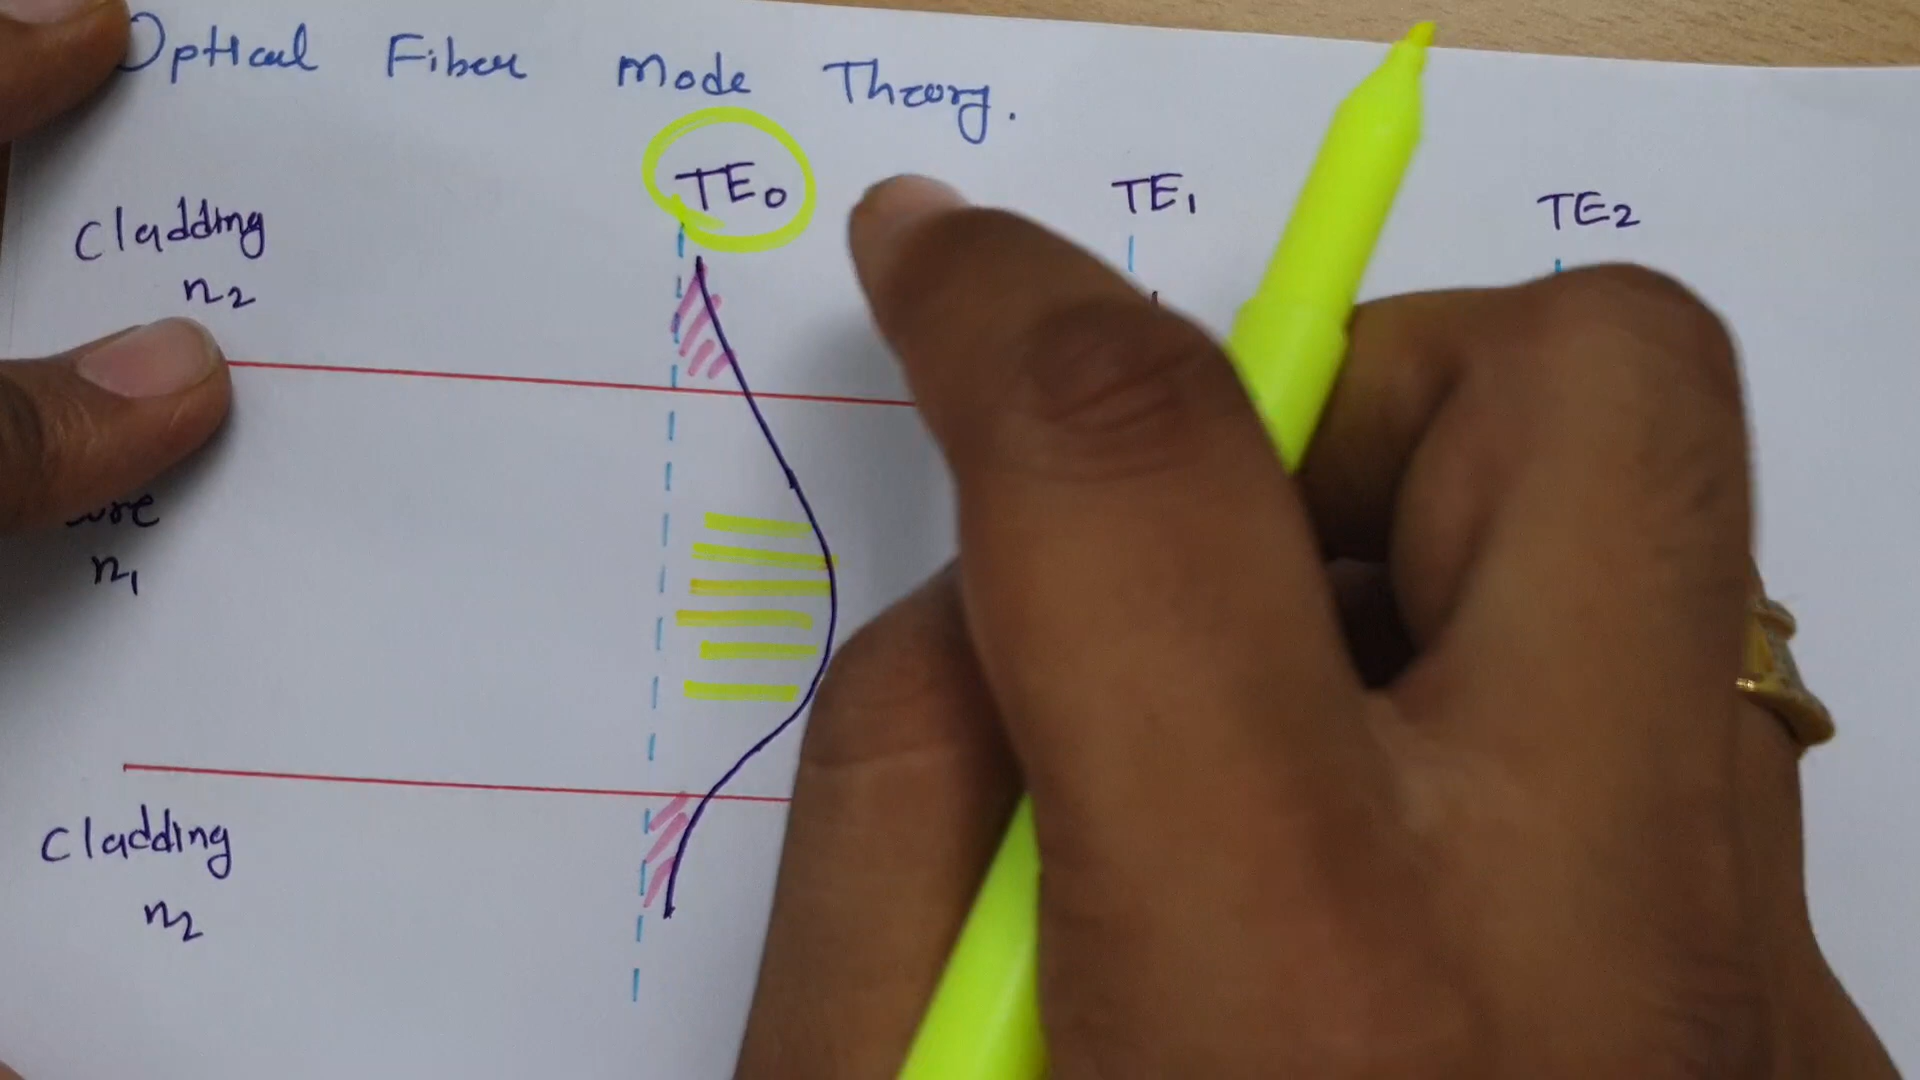 Optical Fiber Mode Theory.
TE0 TE1 TE2
Cladding
n2
n1
Cladding
n2